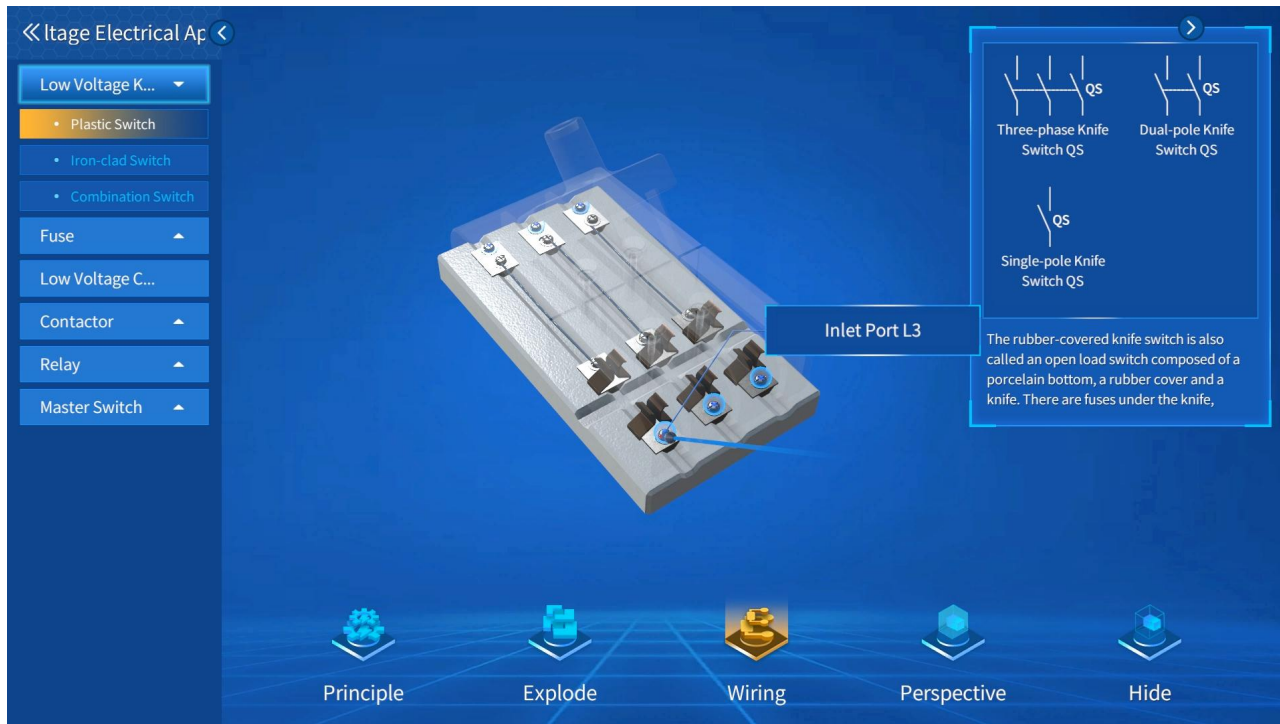 ltage Electrical Ap
Low Voltage K...
Plastic Switch
Iron-clad Switch
Combination Switch
Fuse
Low Voltage C...
Contactor
Relay
Master Switch
Inlet Port L3
QS
QS
Three-phase Knife
Switch QS
Dual-pole Knife
Switch QS
QS
Single-pole Knife
Switch QS
The rubber-covered knife switch is also
called an open load switch composed of a
porcelain bottom, a rubber cover and a
knife. There are fuses under the knife,
Principle
Explode
Wiring
Perspective
Hide